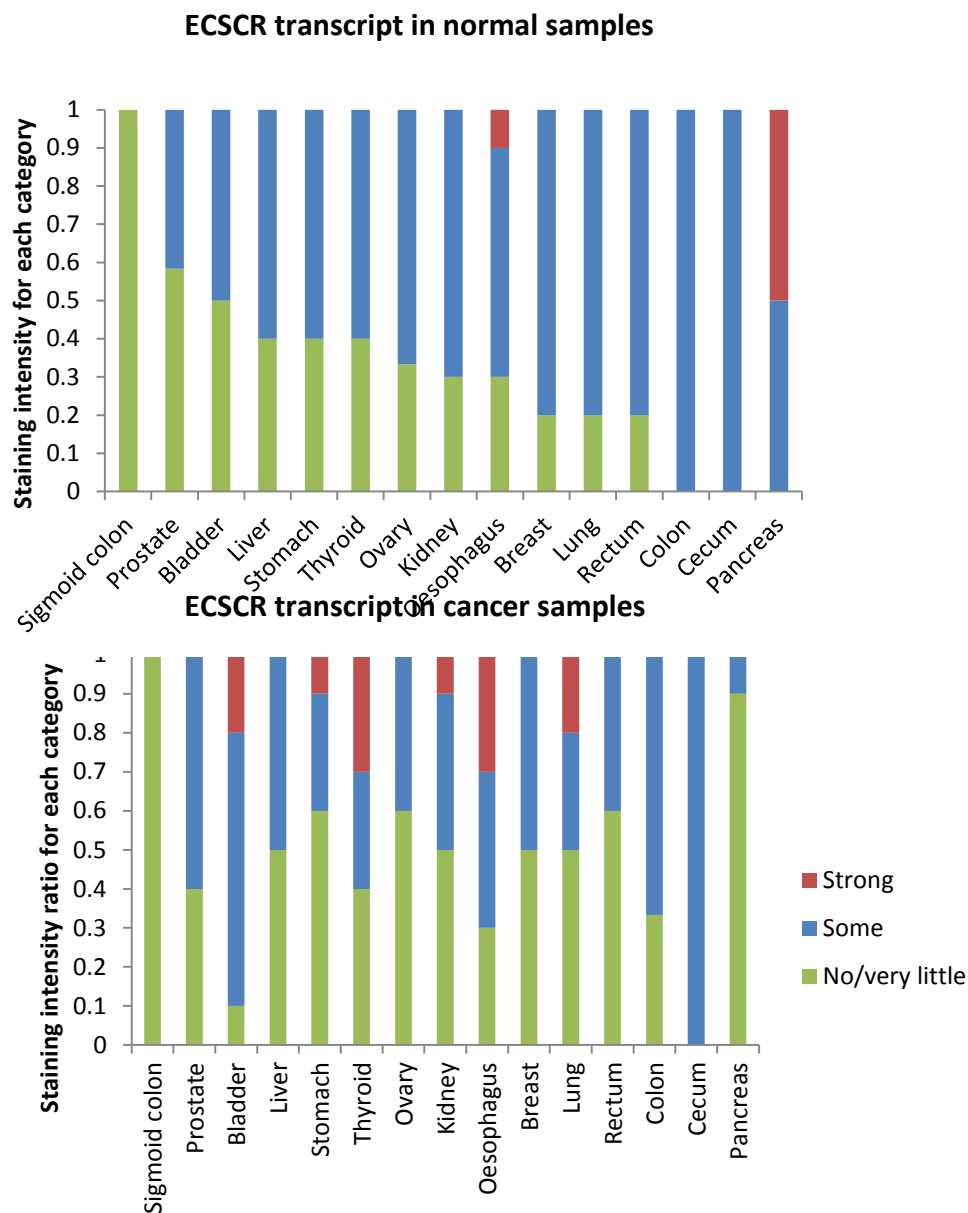 ECSCR transcript in normal samples
Staining intensity for each category
1
0.9
0.8
0.7
0.6
0.5
0.4
0.3
0.2
0.1
0
Sigmoid colon
Prostate
Bladder
Liver
Stomach
Thyroid
Ovary
Kidney
Oesophagus
Breast
Lung
Rectum
Colon
Cecum
Pancreas
ECSCR transcript in cancer samples
Staining intensity ratio for each category
1
0.9
0.8
0.7
0.6
0.5
0.4
0.3
0.2
0.1
0
Sigmoid colon
Prostate
Bladder
Liver
Stomach
Thyroid
Ovary
Kidney
Oesophagus
Breast
Lung
Rectum
Colon
Cecum
Pancreas
Strong
Some
No/very little